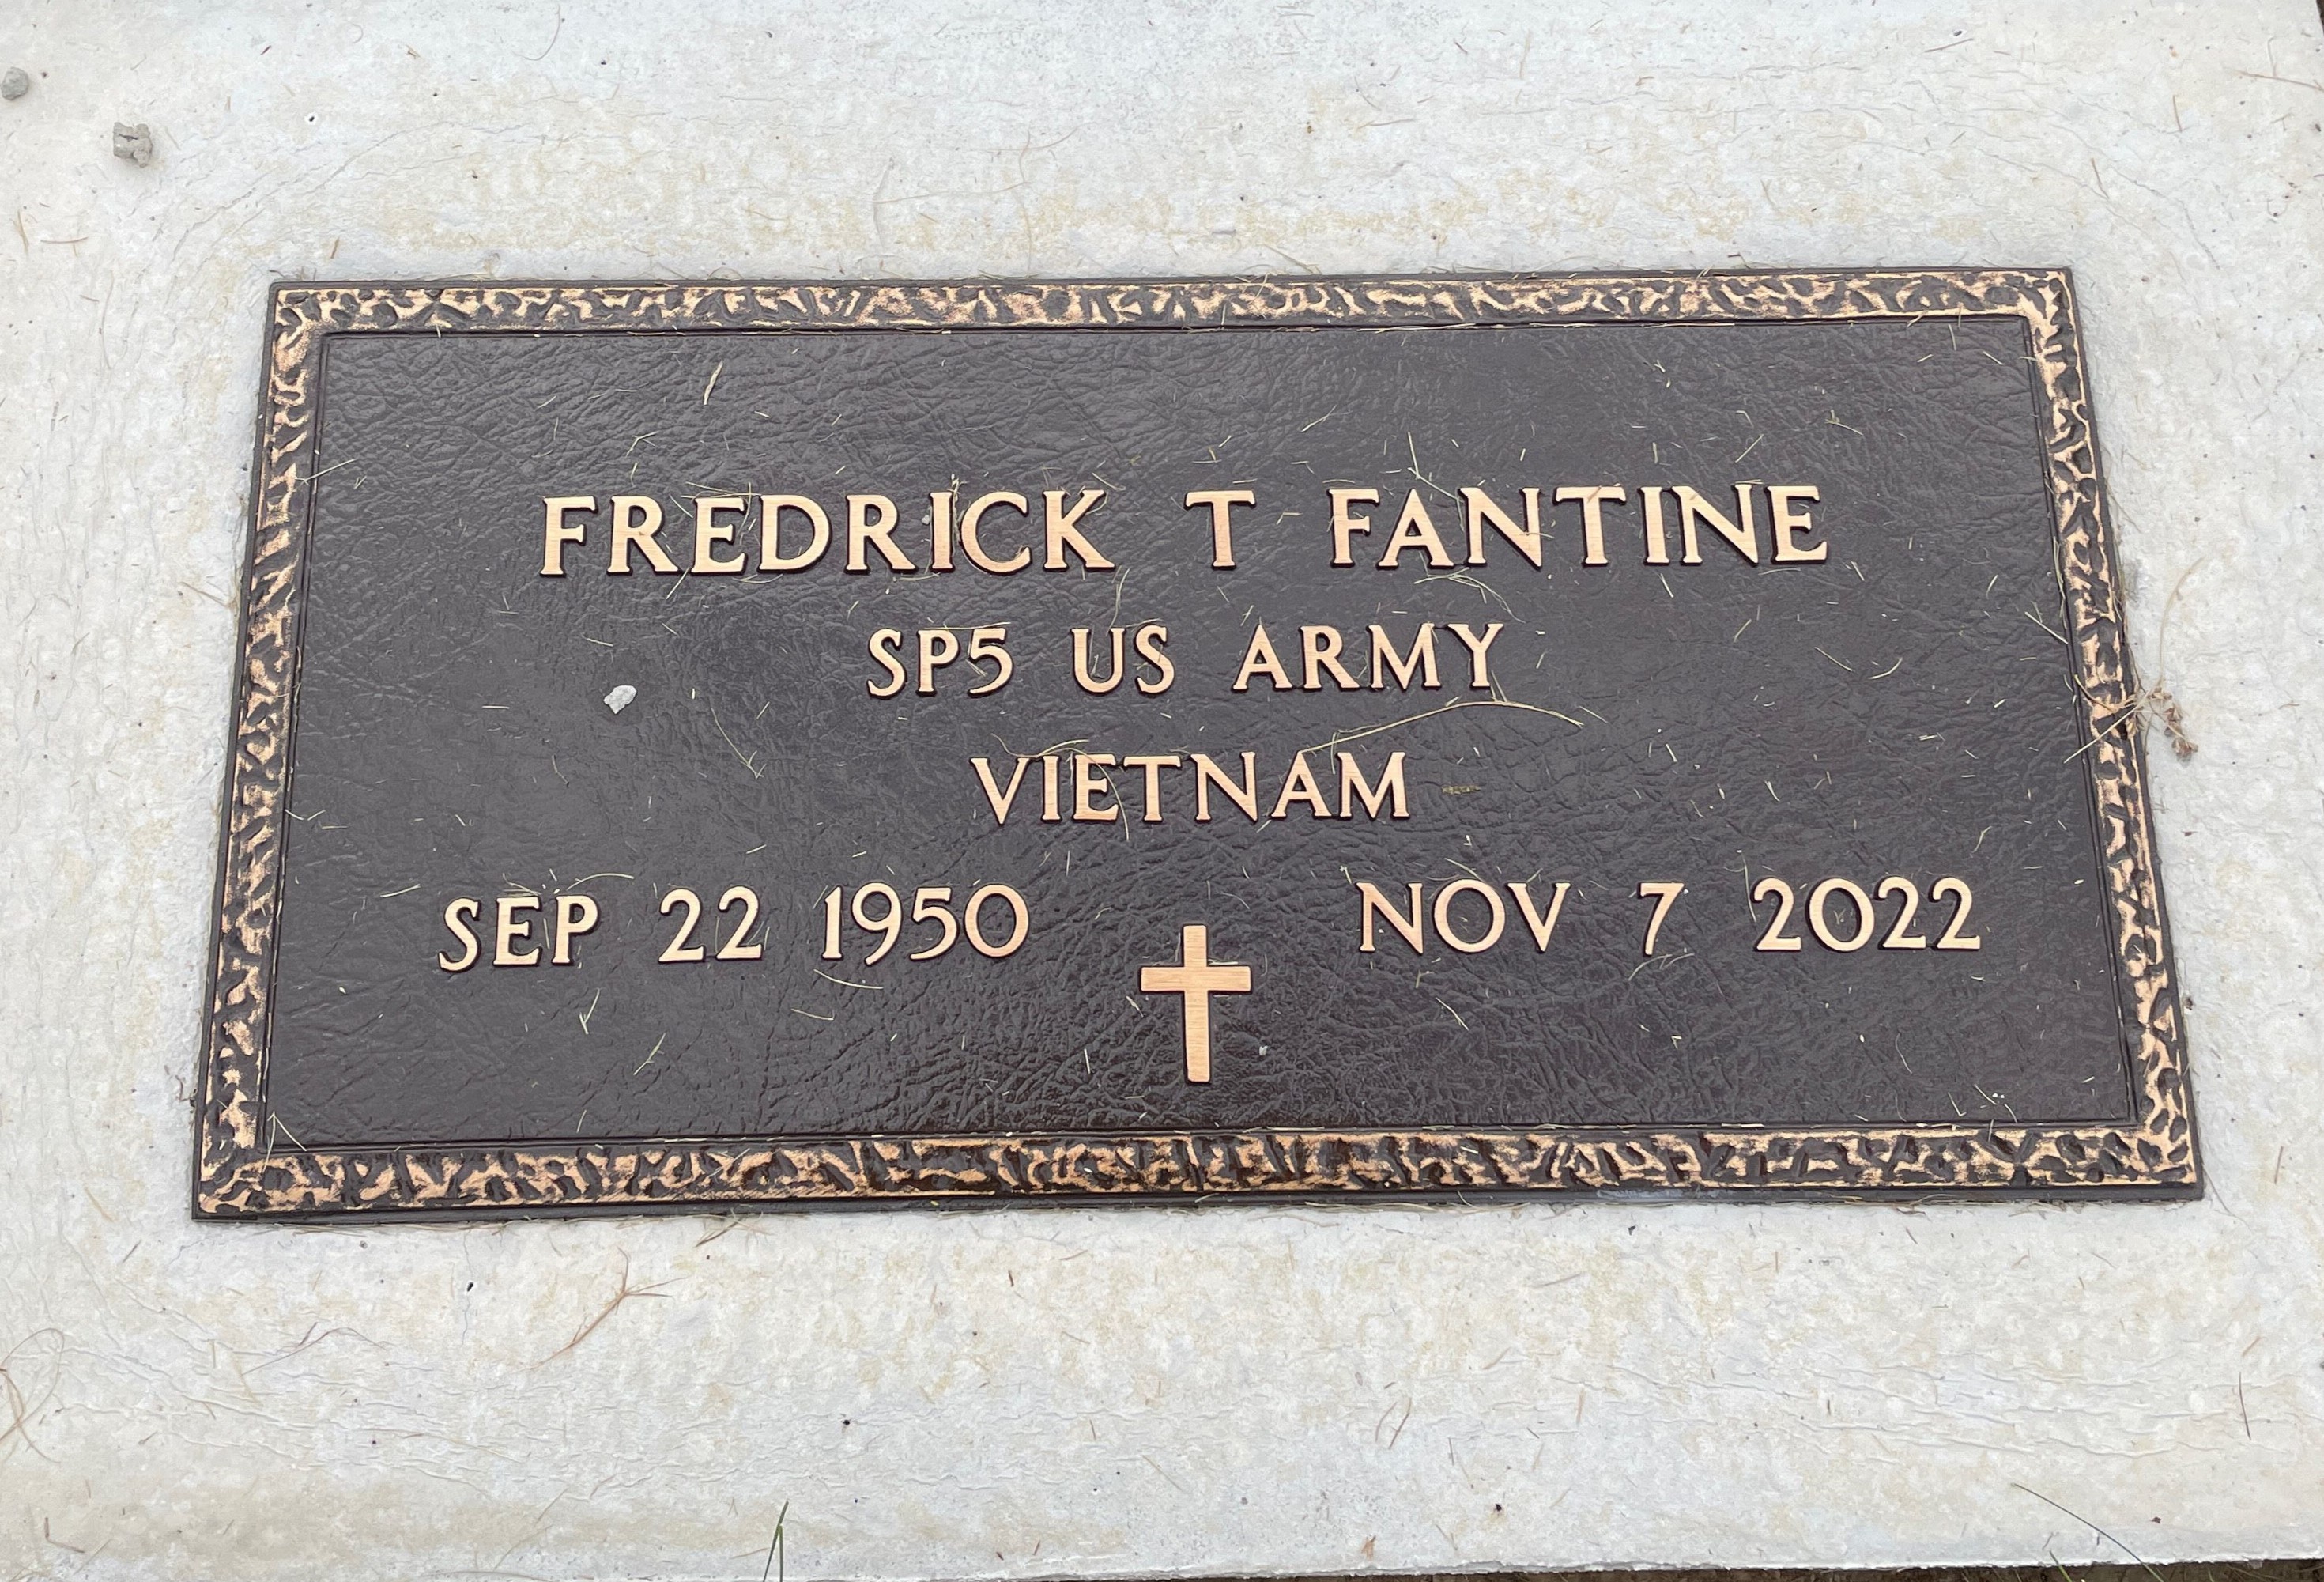 FREDRICK T FANTINE
SP5 US ARMY
VIETNAM
SEP 22 1950 NOV 7 2022